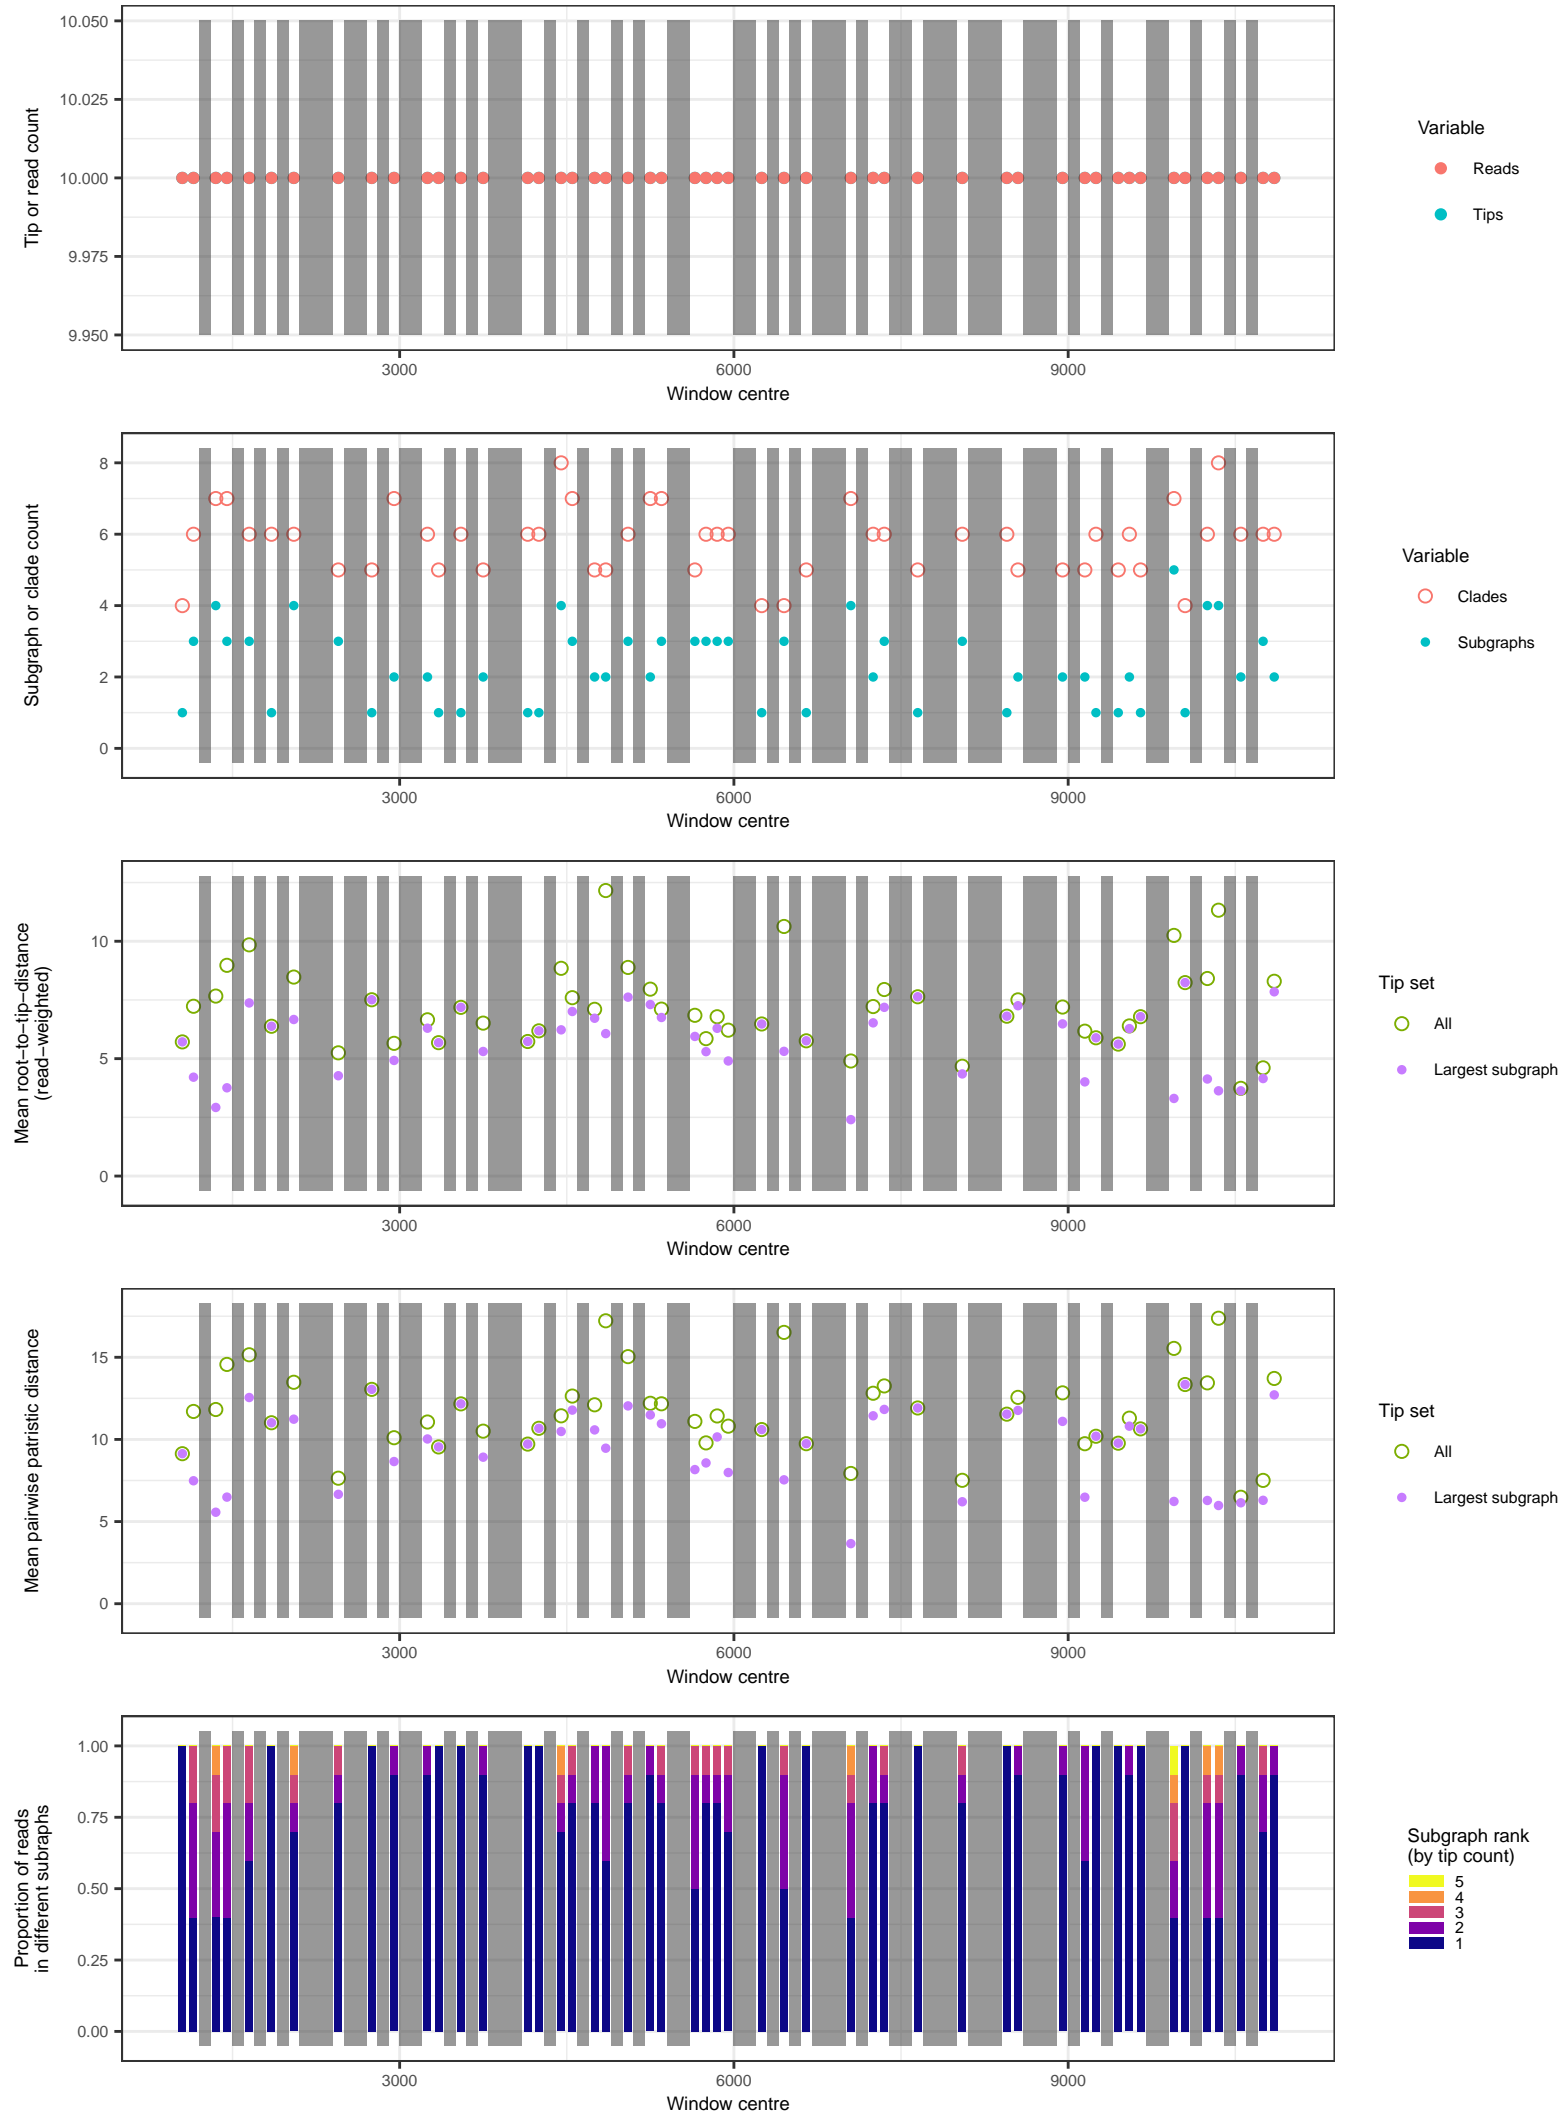 10.050
10.025
10.000
9.975
9.950
Tip or read count
3000
6000
9000
Window centre
Variable
Reads
Tips
8
6
4
2
0
Subgraph or clade count
3000
6000
9000
Window centre
Variable
Clades
Subgraphs
10
5
0
Mean root−to−tip−distance
(read−weighted)
3000
6000
9000
Window centre
Tip set
All
Largest subgraph
15
10
5
0
Mean pairwise patristic distance
3000
6000
9000
Window centre
Tip set
All
Largest subgraph
1.00
0.75
0.50
0.25
0.00
Proportion of reads
in different subraphs
3000
6000
9000
Window centre
Subgraph rank
(by tip count)
5
4
3
2
1